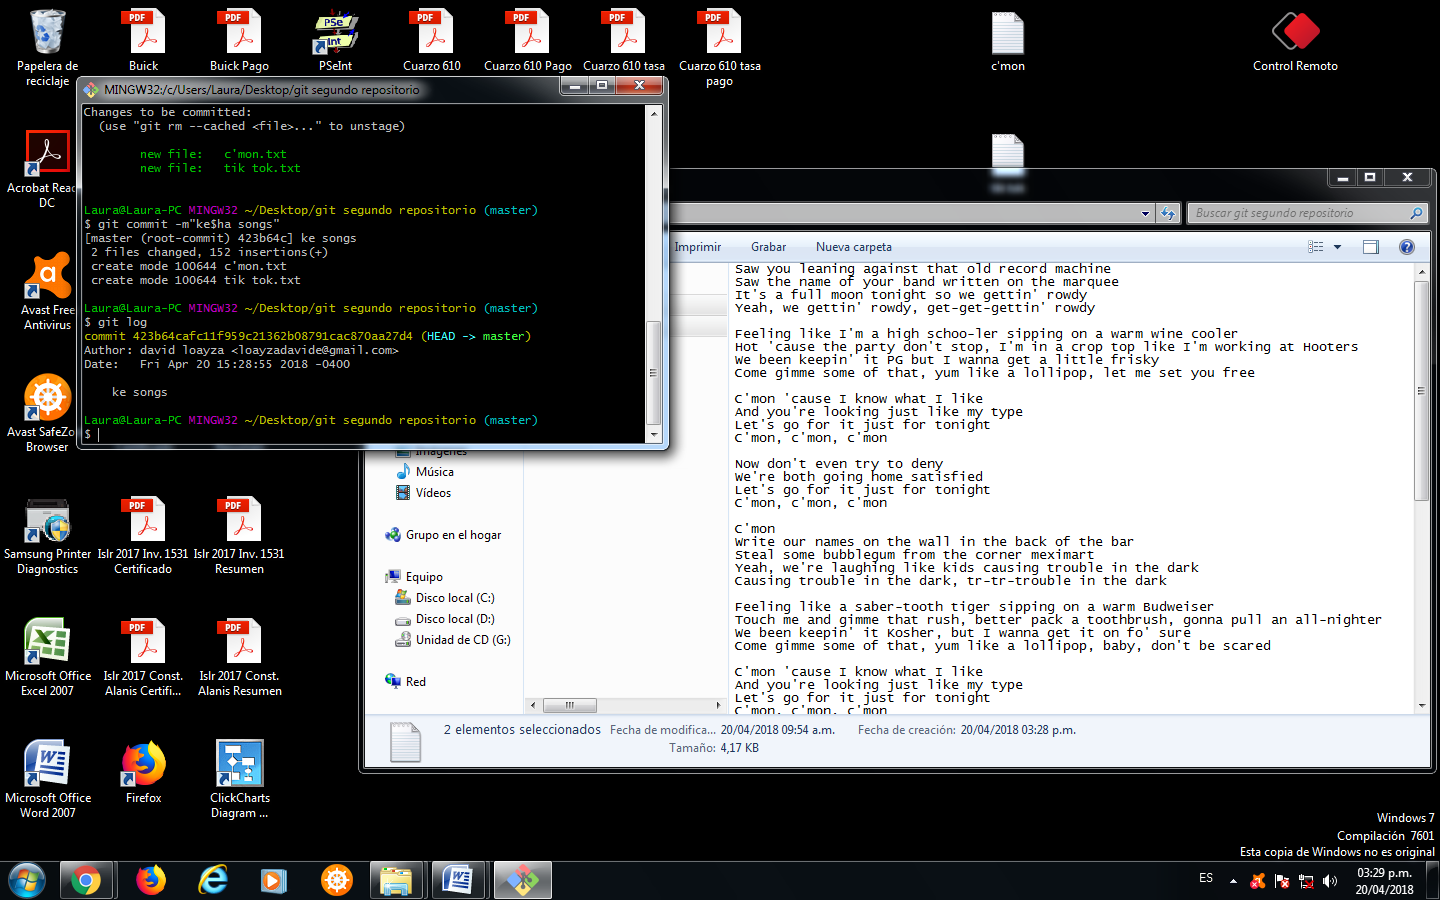 Papelera de
reciclaje
Buick
Buick Pago
PSeInt
Cuarzo 610
Cuarzo 610 Pago
Cuarzo 610 tasa
Cuarzo 610 tasa
pago
c'mon
Control Remoto
MINGW32:/c/Users/Laura/Desktop/git segundo repositorio
Changes to be committed:
(use "git rm --cached <file>..." to unstage)
new file: c'mon.txt
new file: tik tok.txt
Laura@Laura-PC MINGW32 ~/Desktop/git segundo repositorio (master)
$ git commit -m"ke$ha songs"
[master (root-commit) 423b64c] ke songs
2 files changed, 152 insertions(+)
create mode 100644 c'mon.txt
create mode 100644 tik tok.txt
Laura@Laura-PC MINGW32 ~/Desktop/git segundo repositorio (master)
$ git log
commit 423b64cafc11f959c21362b08791cac870aa27d4 (HEAD -> master)
Author: david loayza <loayzadavide@gmail.com>
Date: Fri Apr 20 15:28:55 2018 -0400
ke songs
Laura@Laura-PC MINGW32 ~/Desktop/git segundo repositorio (master)
$
Acrobat Rea
DC
Avast Free
Antivirus
Avast SafeZo
Browser
Samsung Printer
Diagnostics
Islr 2017 Inv. 1531
Certificado
Islr 2017 Inv. 1531
Resumen
Microsoft Office
Excel 2007
Islr 2017 Const.
Alanis Certifi...
Islr 2017 Const.
Alanis Resumen
Microsoft Office
Word 2007
Firefox
ClickCharts
Diagram ...
Buscar git segundo repositorio
Imprimir
Grabar
Nueva carpeta
Imágenes
Música
Vídeos
Grupo en el hogar
Equipo
Disco local (C:)
Disco local (D:)
Unidad de CD (G:)
Red
Saw you leaning against that old record machine
Saw the name of your band written on the marquee
It's a full moon tonight so we gettin' rowdy
Yeah, we gettin' rowdy, get-get-gettin' rowdy
Feeling like I'm a high schoo-ler sipping on a warm wine cooler
Hot 'cause the party don't stop, I'm in a crop top like I'm working at Hooters
We been keepin' it PG but I wanna get a little frisky
Come gimme some of that, yum like a lollipop, let me set you free
C'mon 'cause I know what I like
And you're looking just like my type
Let's go for it just for tonight
C'mon, c'mon, c'mon
Now don't even try to deny
We're both going home satisfied
Let's go for it just for tonight
C'mon, c'mon, c'mon
C'mon
Write our names on the wall in the back of the bar
Steal some bubblegum from the corner meximart
Yeah, we're laughing like kids causing trouble in the dark
Causing trouble in the dark, tr-tr-trouble in the dark
Feeling like a saber-tooth tiger sipping on a warm Budweiser
Touch me and gimme that rush, better pack a toothbrush, gonna pull an all-nighter
We been keepin' it Kosher, but I wanna get it on fo' sure
Come gimme some of that, yum like a lollipop, baby, don't be scared
C'mon 'cause I know what I like
And you're looking just like my type
Let's go for it just for tonight
C'mon, c'mon, c'mon
2 elementos seleccionados
Fecha de modifica... 20/04/2018 09:54 a.m.
Fecha de creación: 20/04/2018 03:28 p.m.
Tamaño: 4,17 KB
Windows 7
Compilación 7601
Esta copia de Windows no es original
ES
03:29 p.m.
20/04/2018